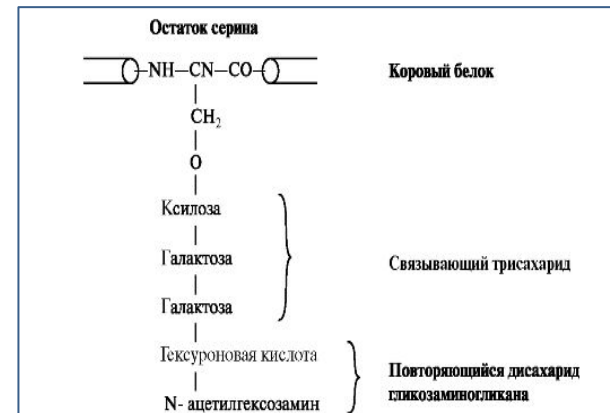 Остаток серина
NH—CN—CO Коровый белок
CH₂
O
Ксилоза
Галактоза Связывающий трисахарид
Галактоза
Гексуроновая кислота
Повторяющийся дисахарид
гликозаминогликана
N- ацетилгексозамин